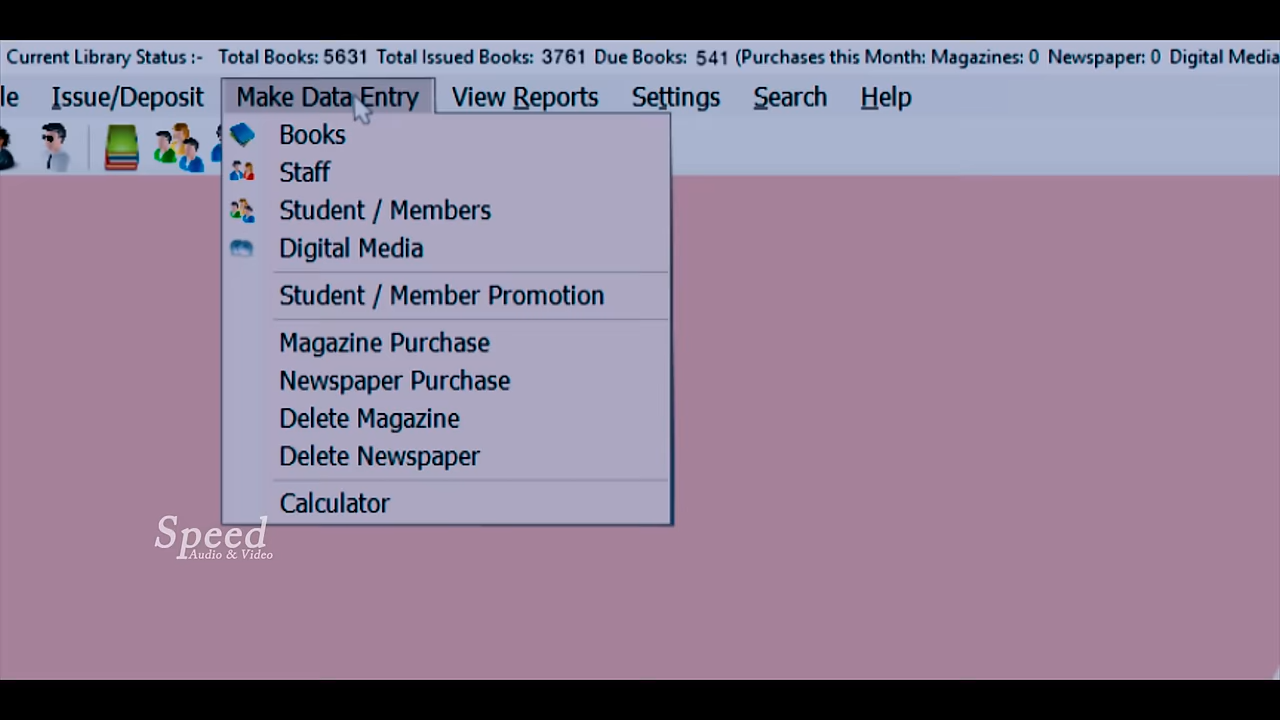 Current Library Status :- Total Books: 5631 Total Issued Books: 3761 Due Books: 541 (Purchases this Month: Magazines: 0 Newspaper: 0 Digital Media
le Issue/Deposit Make Data Entry View Reports Settings Search Help
Books
Staff
Student / Members
Digital Media
Student / Member Promotion
Magazine Purchase
Newspaper Purchase
Delete Magazine
Delete Newspaper
Calculator
Speed
Audio & Video